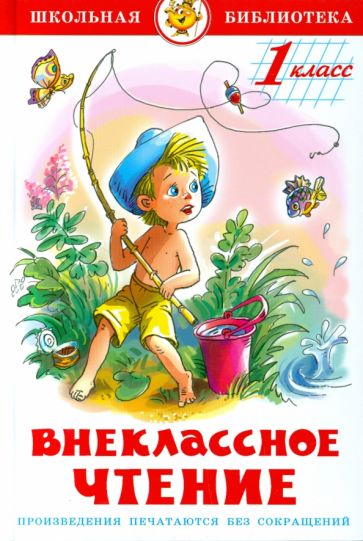 ШКОЛЬНАЯ БИБЛИОТЕКА
1 класс
ВНЕКЛАССНОЕ
ЧТЕНИЕ
ПРОИЗВЕДЕНИЯ ПЕЧАТАЮТСЯ БЕЗ СОКРАЩЕНИЙ